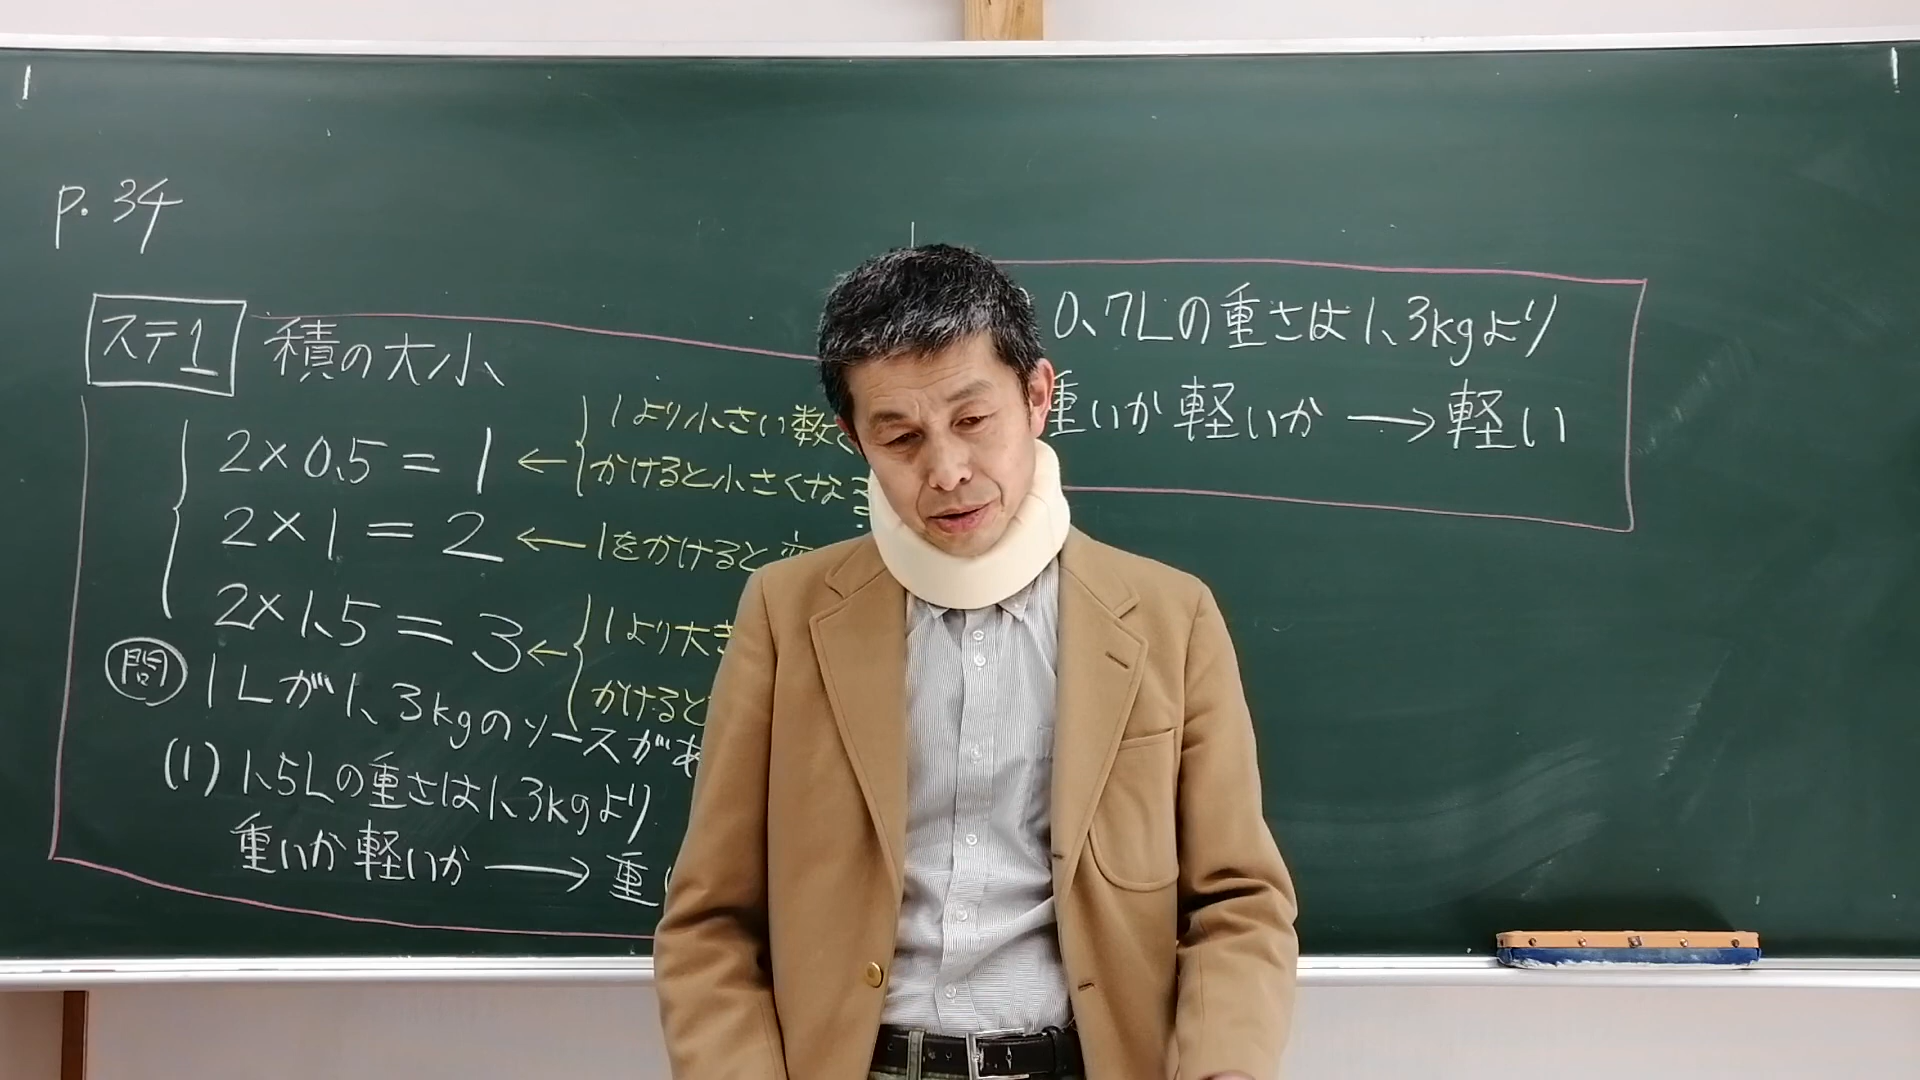 p. 34
ステ1 積の大小
2×0.5=1 ← 1より小さい数
かけると小さくなる
2×1=2 ← 1をかけると変
2×1.5=3 ← 1より大き
かけると
問 1Lが1.3kgのソースがあ
(1) 1.5Lの重さは1.3kgより
重いか軽いか → 重
0.7Lの重さは1.3kgより
重いか軽いか → 軽い